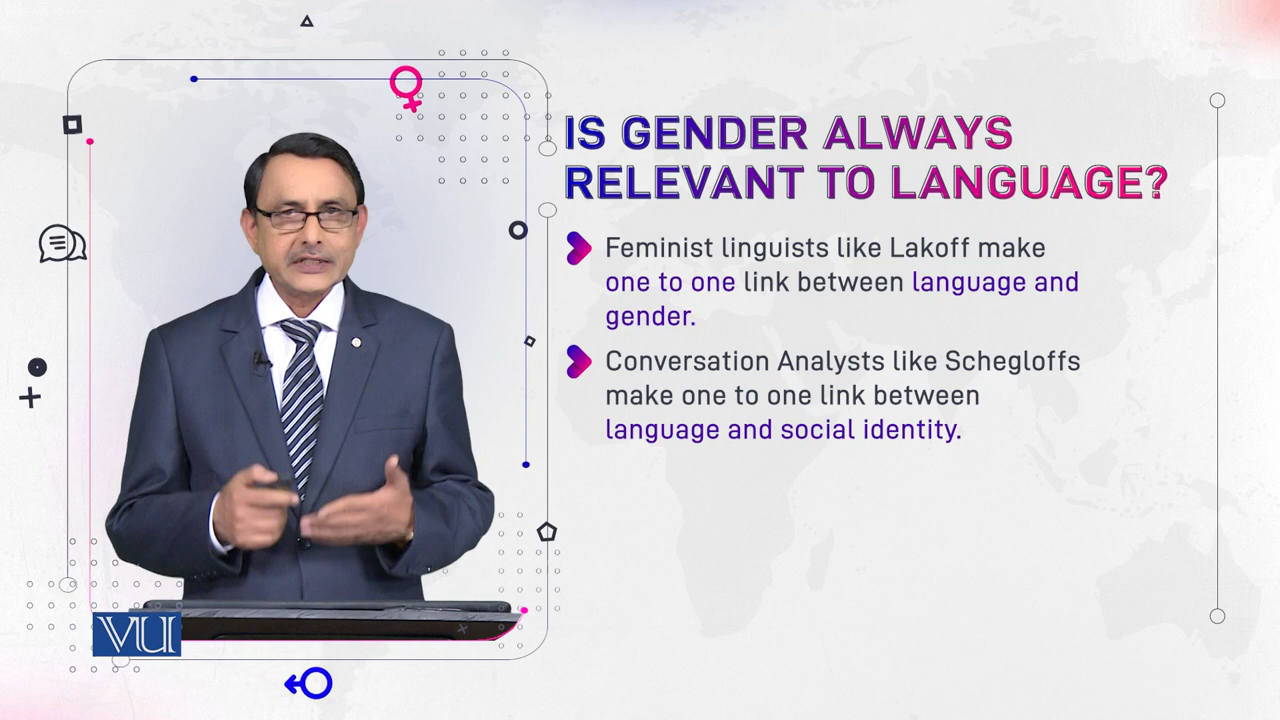 IS GENDER ALWAYS
RELEVANT TO LANGUAGE?
Feminist linguists like Lakoff make
one to one link between language and
gender.
Conversation Analysts like Schegloffs
make one to one link between
language and social identity.
VU